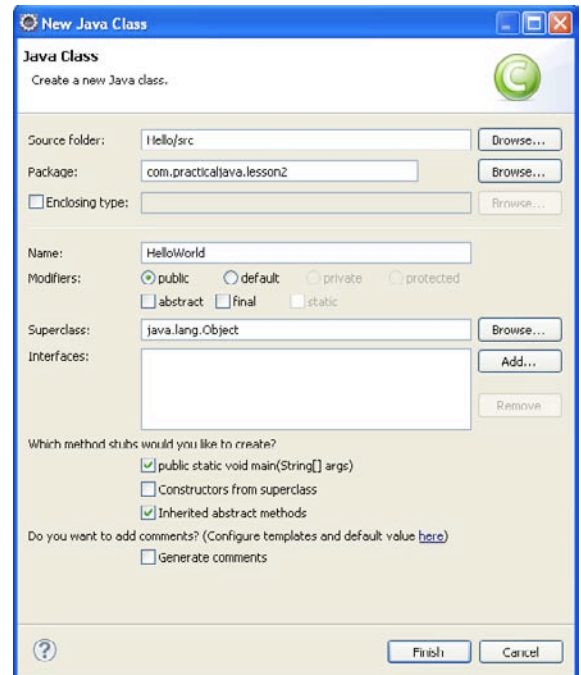 New Java Class
Java Class
Create a new Java class.
C
Source folder: Hello/src Browse...
Package: com.practicaljava.lesson2 Browse...
Enclosing type: Browse...
Name: HelloWorld
Modifiers: public default private protected
abstract final static
Superclass: java.lang.Object Browse...
Interfaces: Add...
Remove
Which method stubs would you like to create?
public static void main(String[] args)
Constructors from superclass
Inherited abstract methods
Do you want to add comments? (Configure templates and default value here)
Generate comments
? Finish Cancel